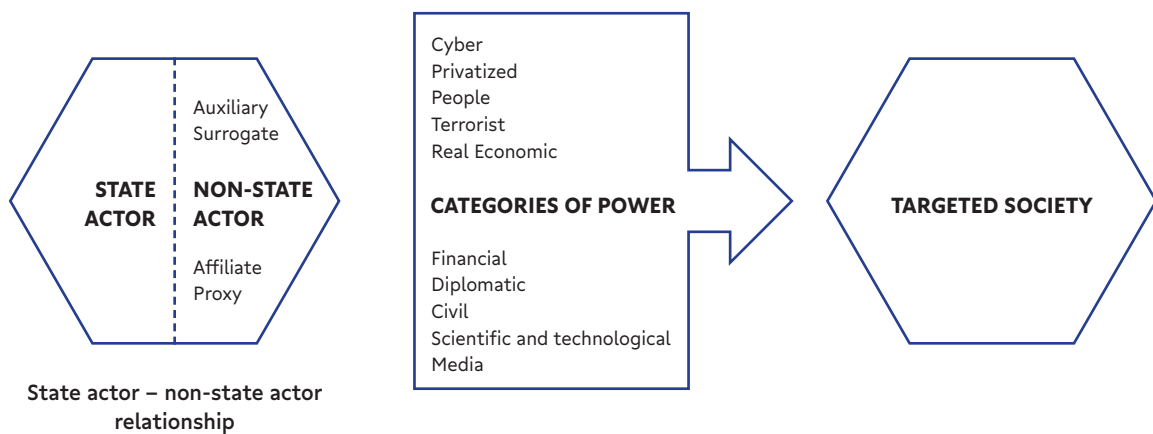 STATE
ACTOR
Auxiliary
Surrogate
NON-STATE
ACTOR
Affiliate
Proxy
State actor – non-state actor
relationship
Cyber
Privatized
People
Terrorist
Real Economic
CATEGORIES OF POWER
Financial
Diplomatic
Civil
Scientific and technological
Media
TARGETED SOCIETY